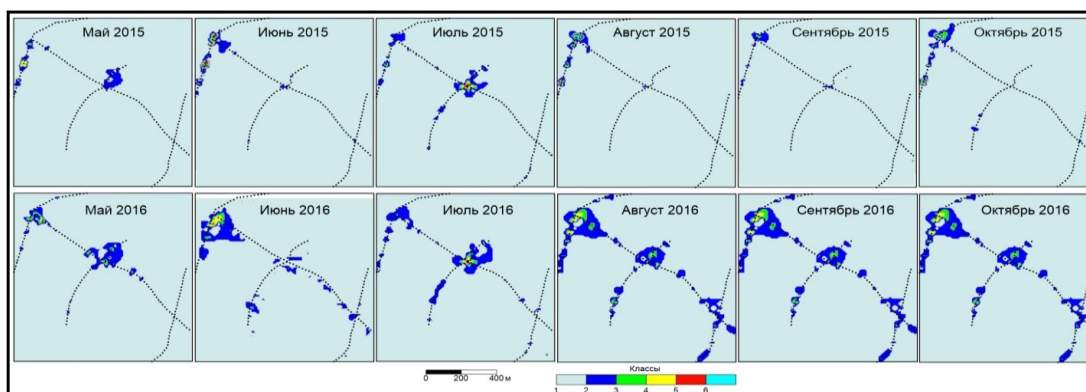 Май 2015 Июнь 2015 Июль 2015 Август 2015 Сентябрь 2015 Октябрь 2015
Май 2016 Июнь 2016 Июль 2016 Август 2016 Сентябрь 2016 Октябрь 2016
Классы
0 200 400 м
1 2 3 4 5 6